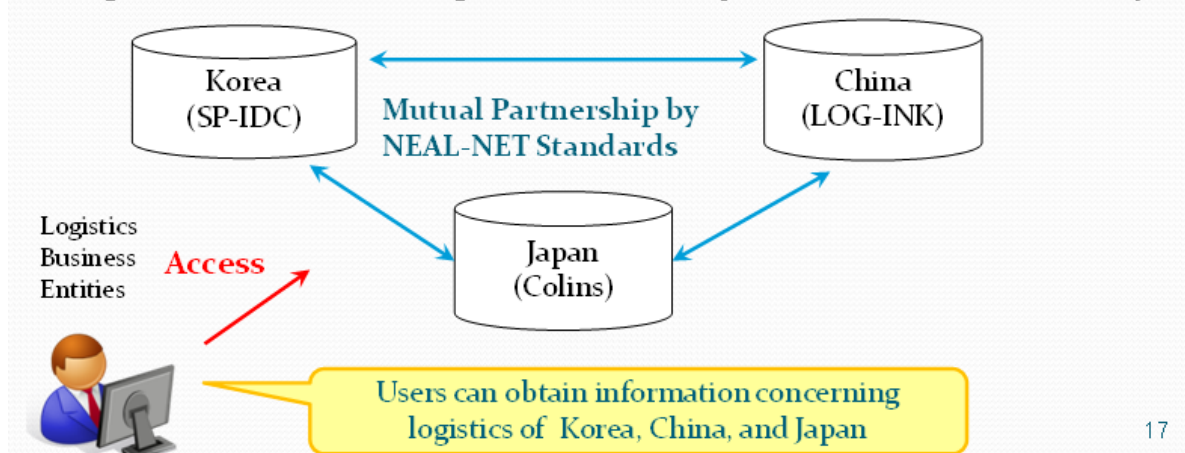 Korea
(SP-IDC)
China
(LOG-INK)
Mutual Partnership by
NEAL-NET Standards
Japan
(Colins)
Logistics
Business
Entities
Access
Users can obtain information concerning
logistics of Korea, China, and Japan
17